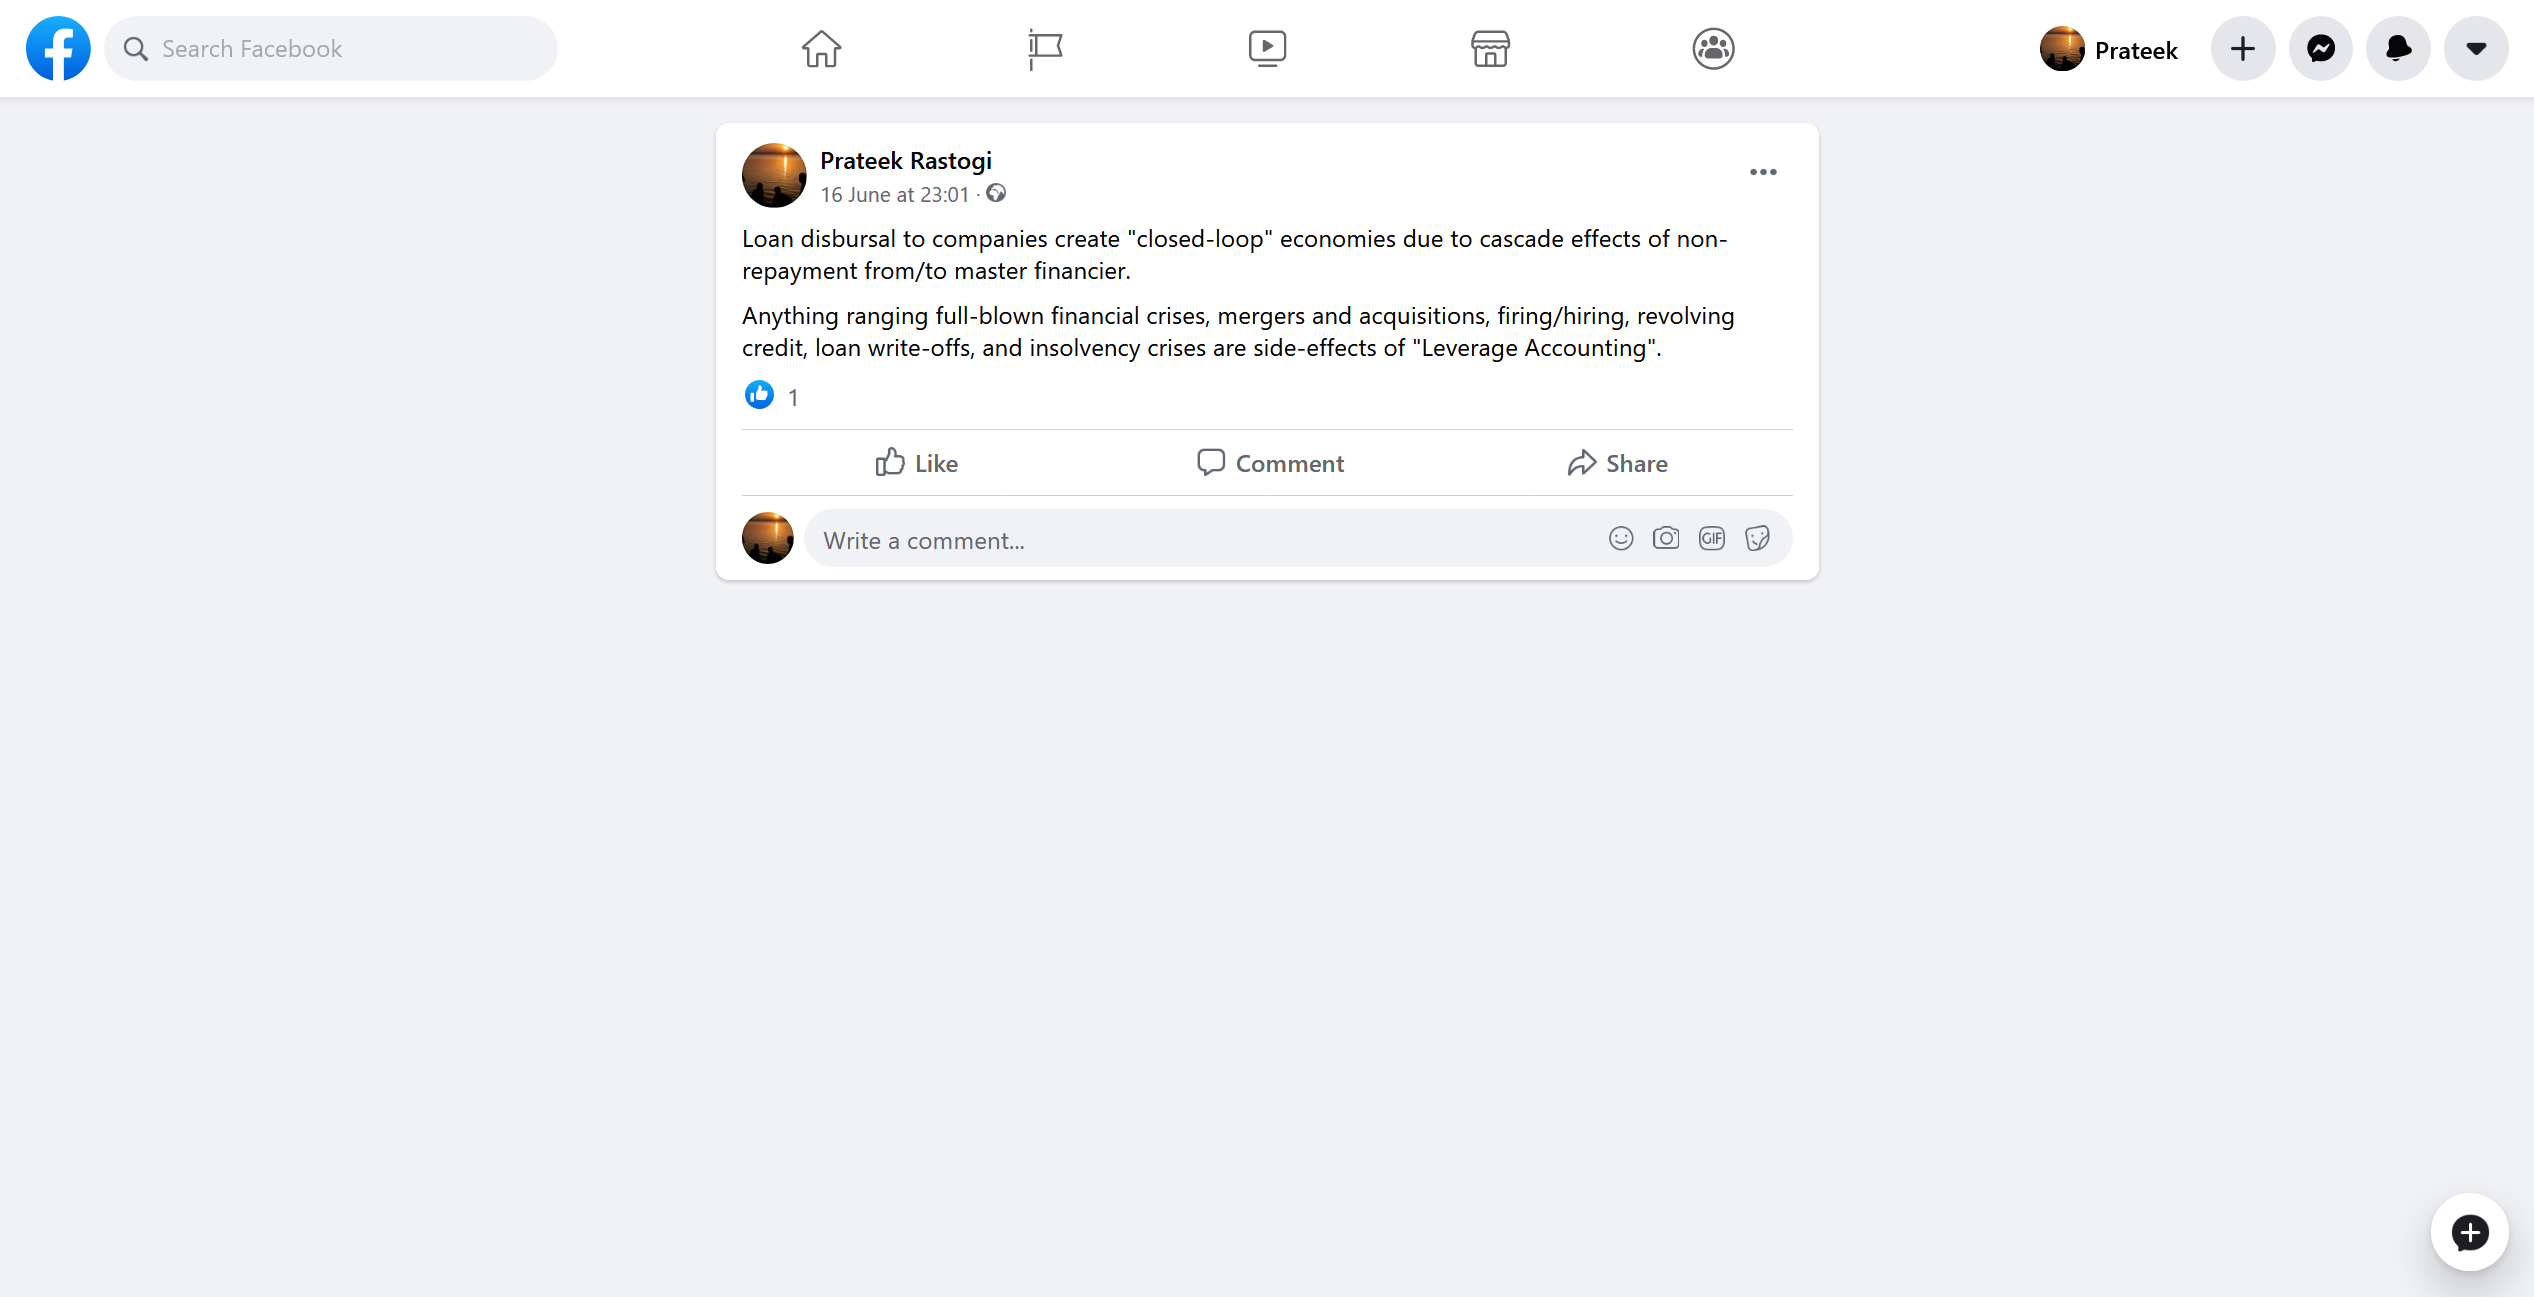 Search Facebook
Prateek
Prateek Rastogi
16 June at 23:01 ·
Loan disbursal to companies create "closed-loop" economies due to cascade effects of non-
repayment from/to master financier.
Anything ranging full-blown financial crises, mergers and acquisitions, firing/hiring, revolving
credit, loan write-offs, and insolvency crises are side-effects of "Leverage Accounting".
1
Like Comment Share
Write a comment... GIF